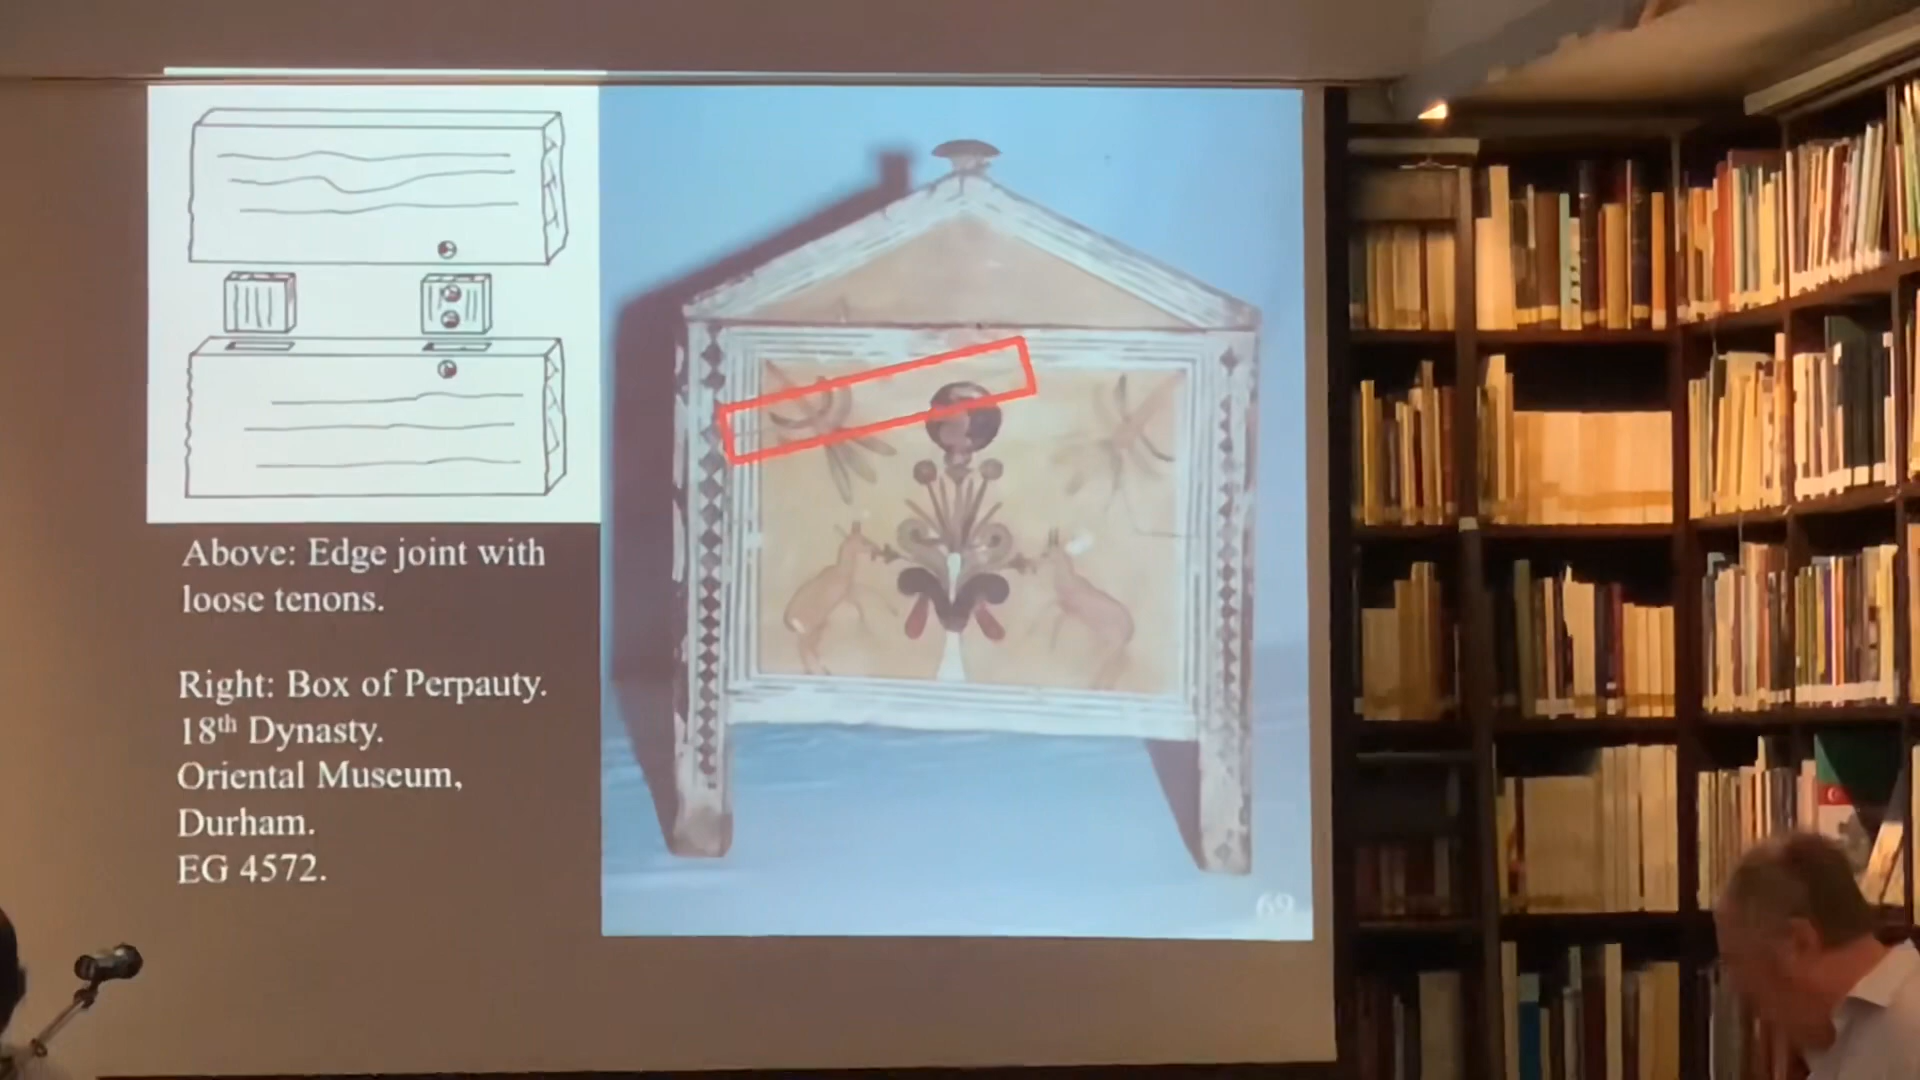 Above: Edge joint with
loose tenons.
Right: Box of Perpauty.
18th Dynasty.
Oriental Museum,
Durham.
EG 4572.
69